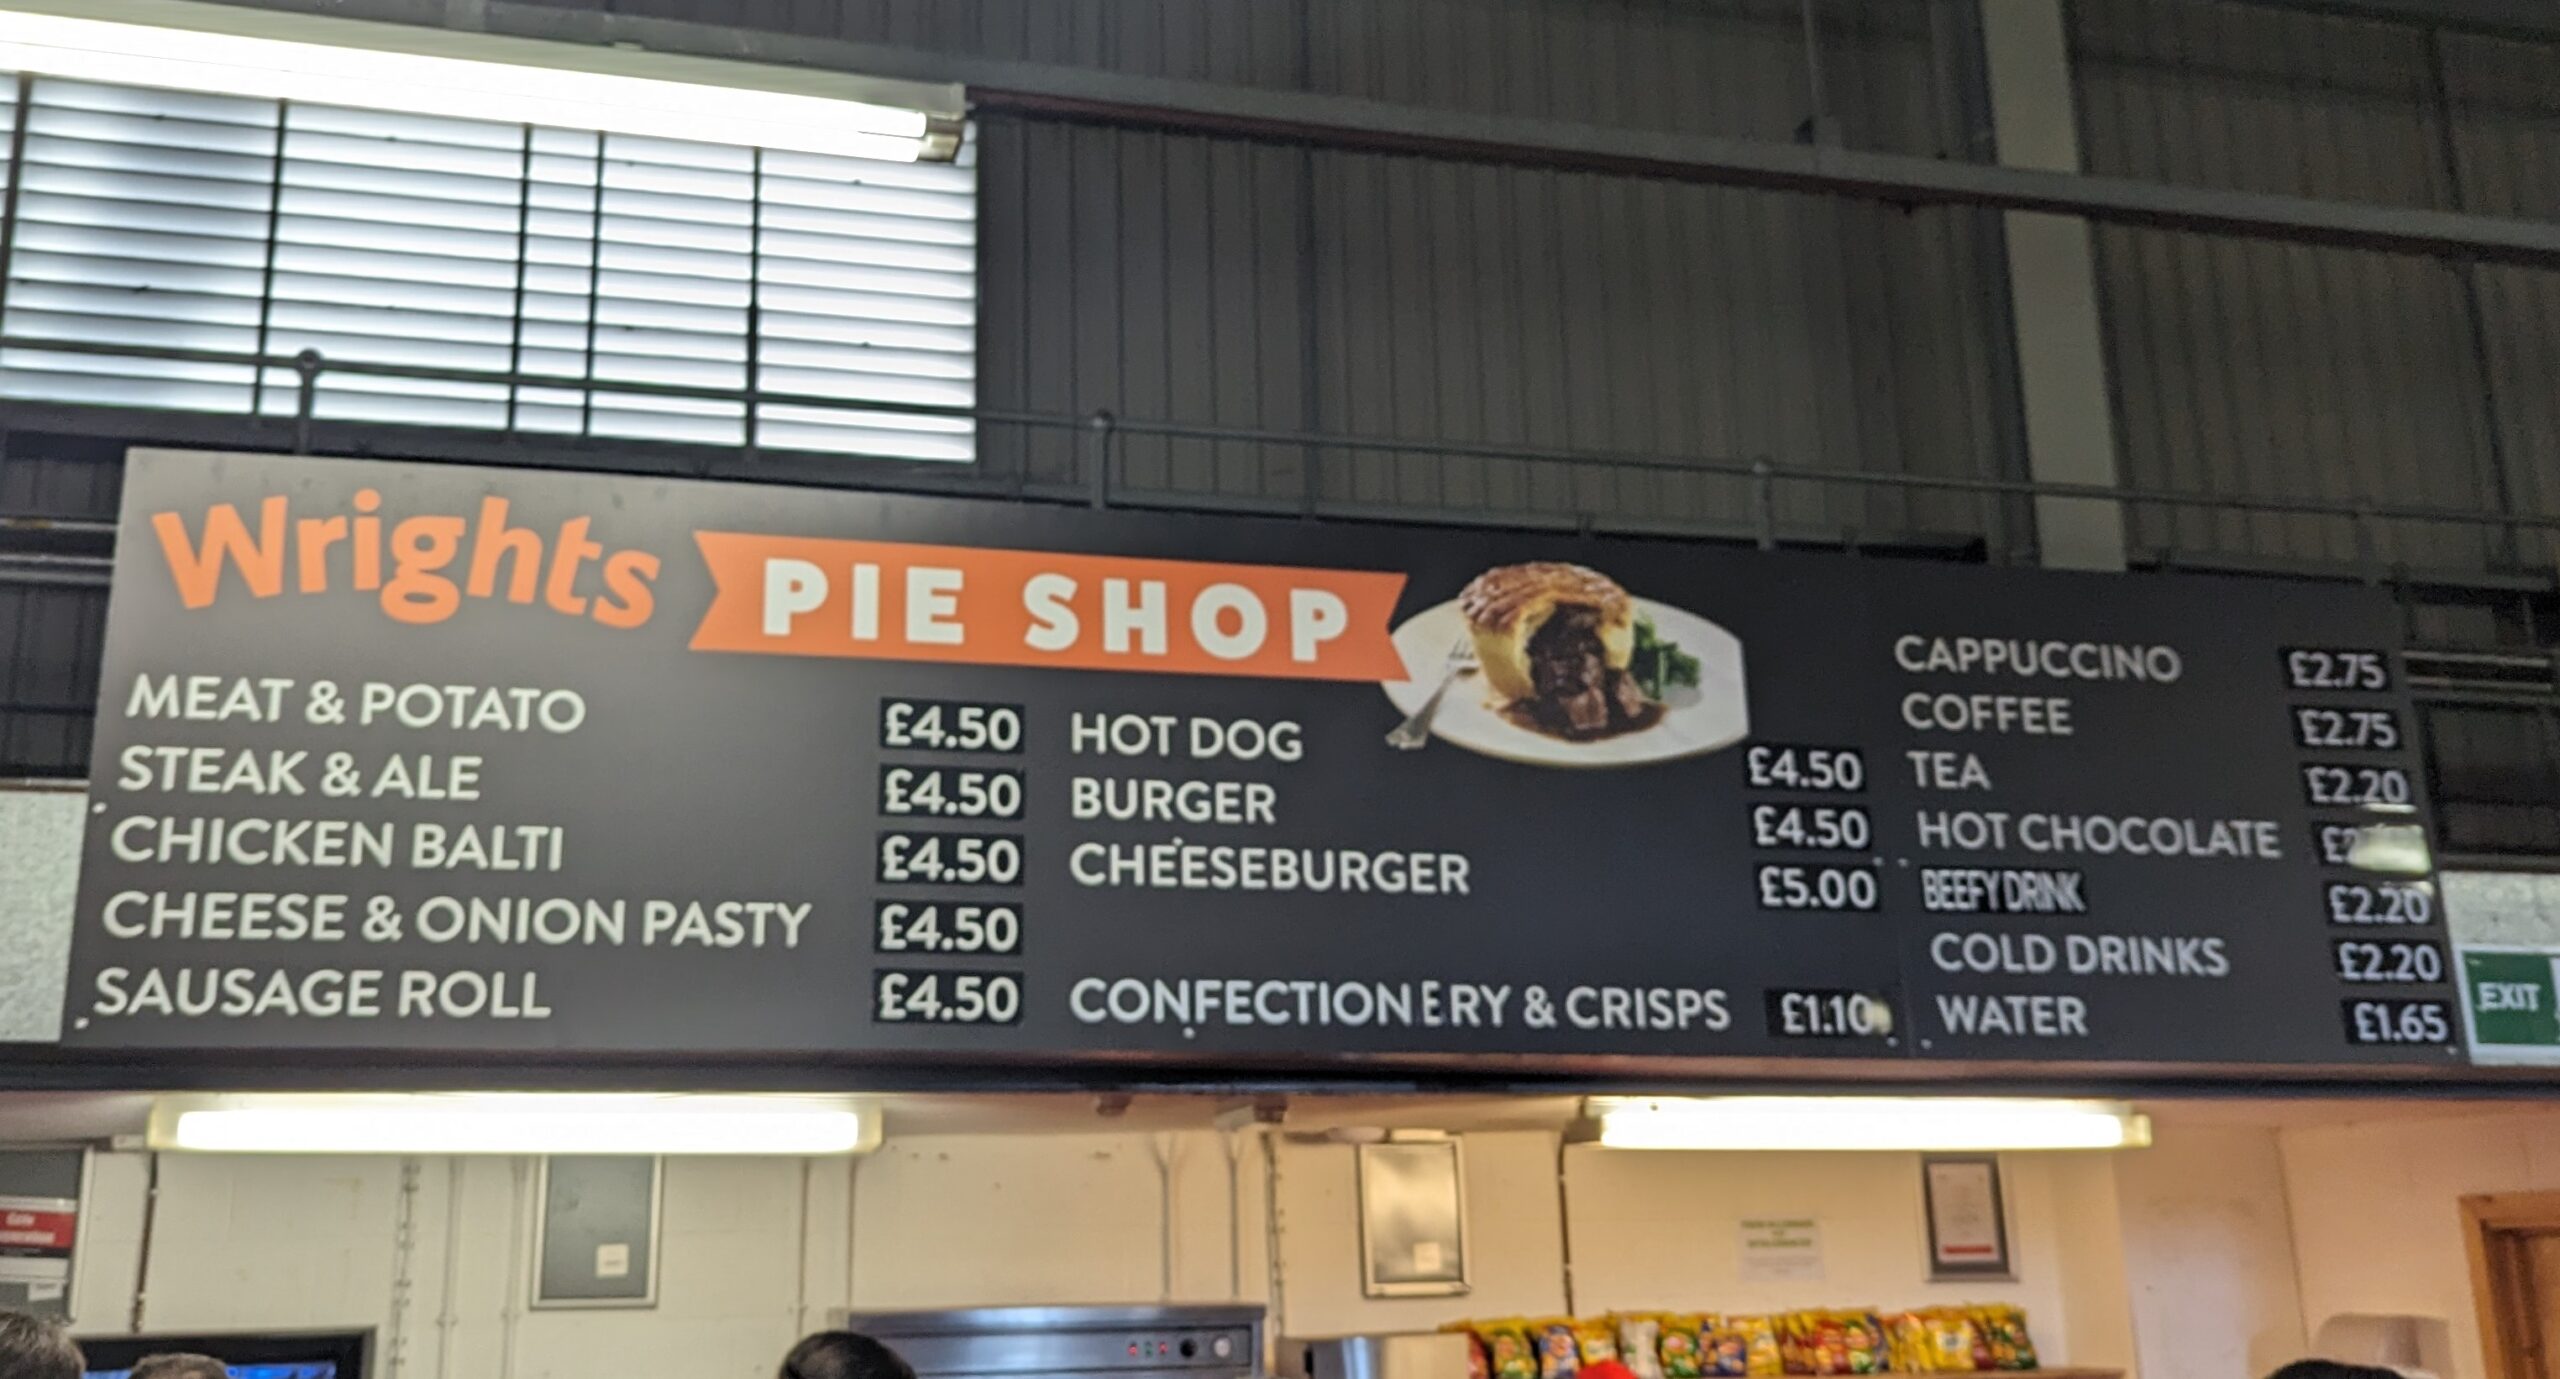 Wrights PIE SHOP
MEAT & POTATO £4.50
STEAK & ALE £4.50
CHICKEN BALTI £4.50
CHEESE & ONION PASTY £4.50
SAUSAGE ROLL £4.50
HOT DOG £4.50
BURGER £4.50
CHEESEBURGER £5.00
CONFECTIONERY & CRISPS £1.10
CAPPUCCINO £2.75
COFFEE £2.75
TEA £2.20
HOT CHOCOLATE
BEEFY DRINK £2.20
COLD DRINKS £2.20
WATER £1.65
EXIT